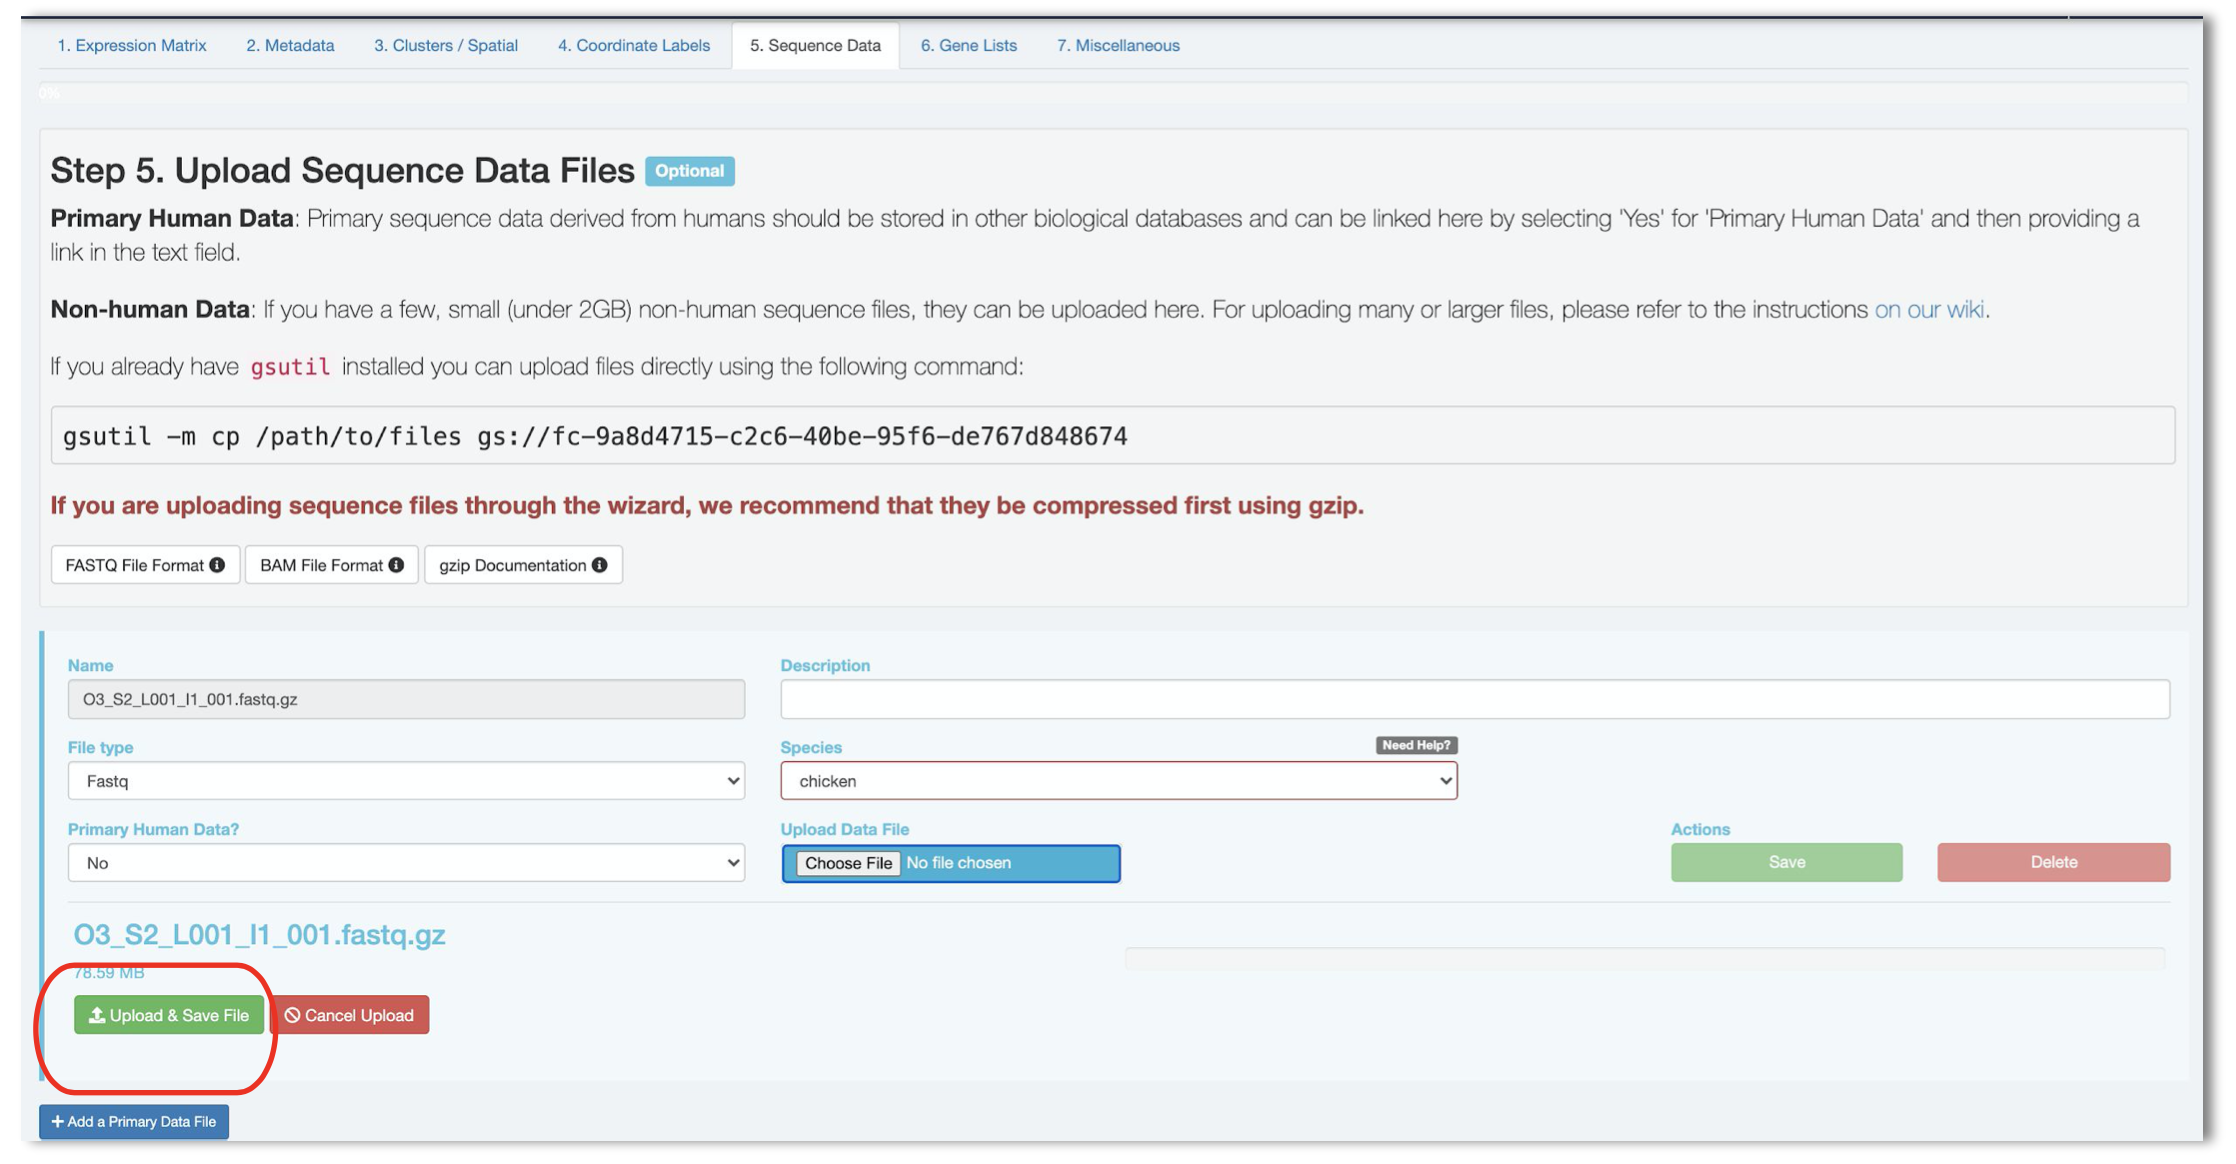 1. Expression Matrix 2. Metadata 3. Clusters / Spatial 4. Coordinate Labels 5. Sequence Data 6. Gene Lists 7. Miscellaneous
0%
Step 5. Upload Sequence Data Files Optional
Primary Human Data: Primary sequence data derived from humans should be stored in other biological databases and can be linked here by selecting 'Yes' for 'Primary Human Data' and then providing a
link in the text field.
Non-human Data: If you have a few, small (under 2GB) non-human sequence files, they can be uploaded here. For uploading many or larger files, please refer to the instructions on our wiki.
If you already have gsutil installed you can upload files directly using the following command:
gsutil -m cp /path/to/files gs://fc-9a8d4715-c2c6-40be-95f6-de767d848674
If you are uploading sequence files through the wizard, we recommend that they be compressed first using gzip.
FASTQ File Format BAM File Format gzip Documentation
Name Description
O3_S2_L001_I1_001.fastq.gz
File type Species Need Help?
Fastq chicken
Primary Human Data? Upload Data File Actions
No Choose File No file chosen Save Delete
O3_S2_L001_I1_001.fastq.gz
78.59 MB
Upload & Save File Cancel Upload
+ Add a Primary Data File